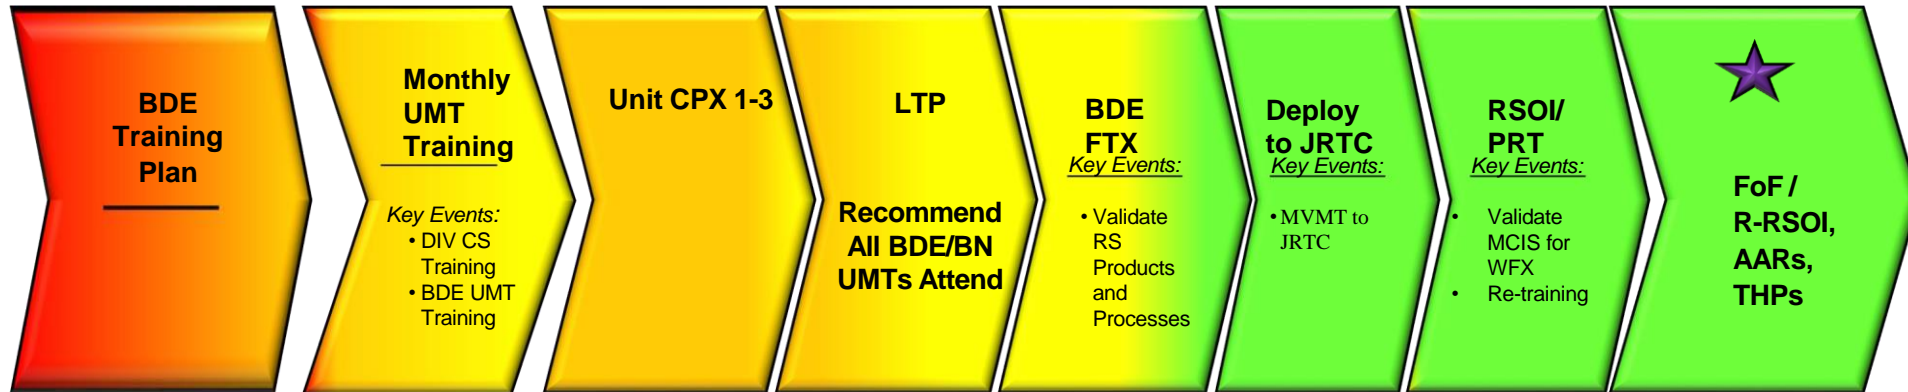 BDE
Training
Plan
Monthly
UMT
Training
Key Events:
• DIV CS
Training
• BDE UMT
Training
Unit CPX 1-3
LTP
Recommend
All BDE/BN
UMTs Attend
BDE
FTX
Key Events:
• Validate
RS
Products
and
Processes
Deploy
to JRTC
Key Events:
• MVMT to
JRTC
RSOI/
PRT
Key Events:
• Validate
MCIS for
WFX
• Re-training
FoF /
R-RSOI,
AARs,
THPs